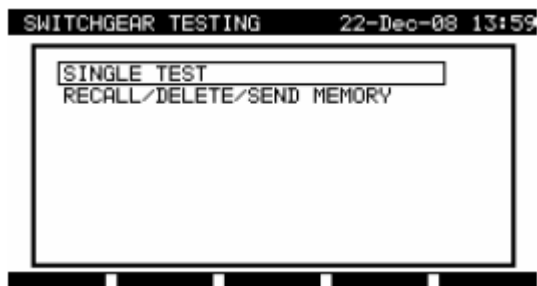 SWITCHGEAR TESTING 22-Dec-08 13:59
SINGLE TEST
RECALL/DELETE/SEND MEMORY